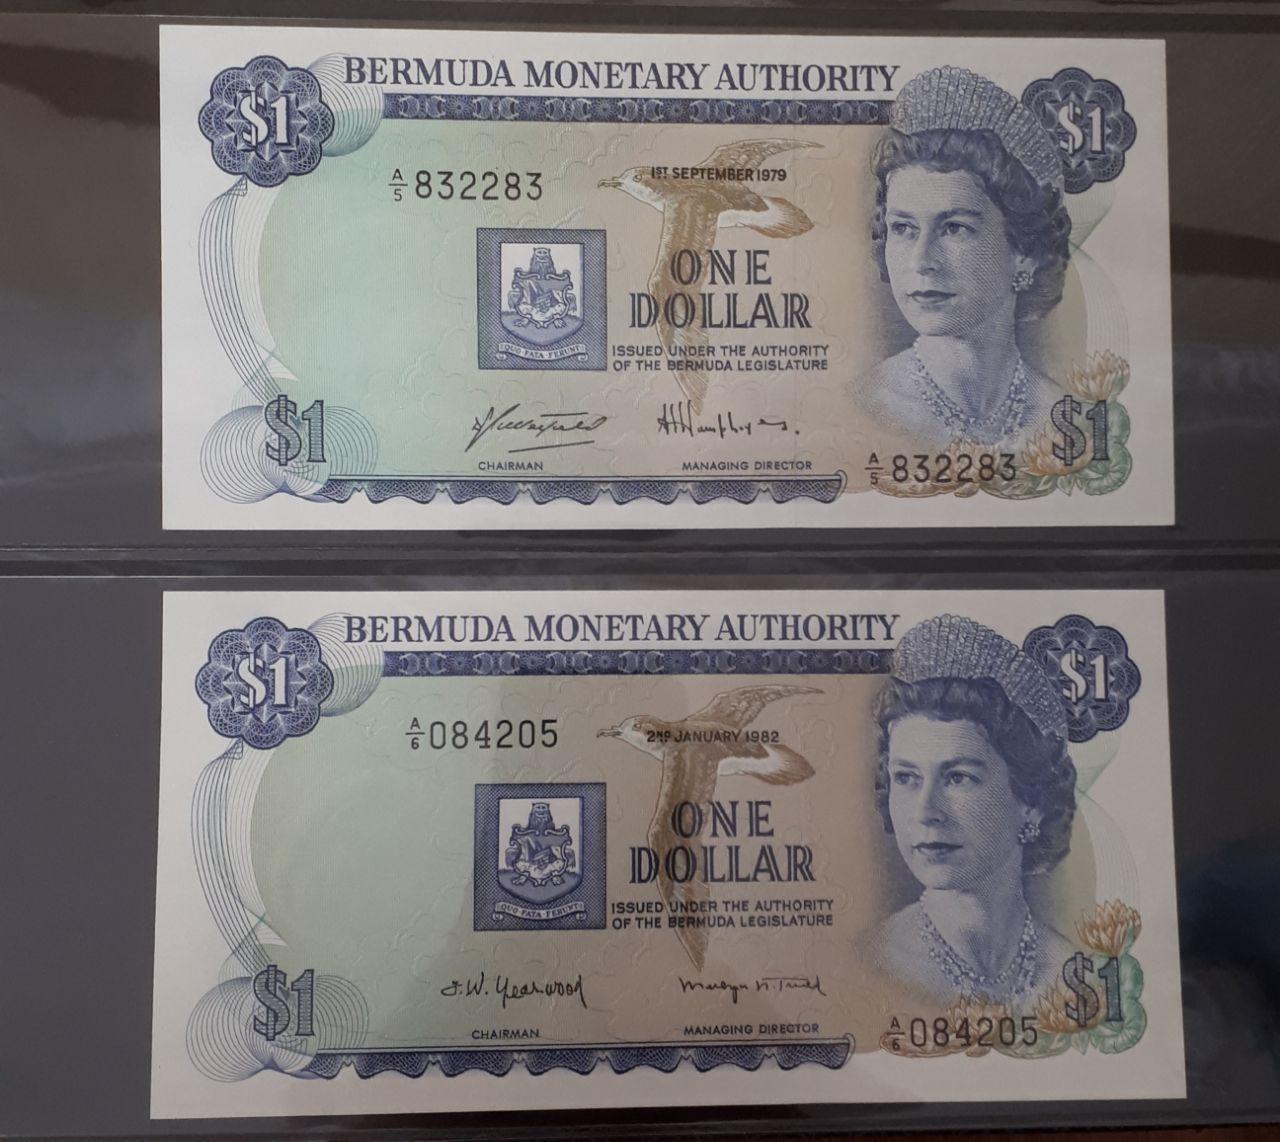 BERMUDA MONETARY AUTHORITY
$1 $1
1ST SEPTEMBER 1979
A/5 832283
ONE
DOLLAR
QUO FATA FERUNT
ISSUED UNDER THE AUTHORITY
OF THE BERMUDA LEGISLATURE
$1 $1
CHAIRMAN MANAGING DIRECTOR
A/5 832283
BERMUDA MONETARY AUTHORITY
$1 $1
A/6 084205
2ND JANUARY 1982
ONE
DOLLAR
QUO FATA FERUNT
ISSUED UNDER THE AUTHORITY
OF THE BERMUDA LEGISLATURE
$1 $1
J.W. Yearwood
CHAIRMAN MANAGING DIRECTOR
A/6 084205